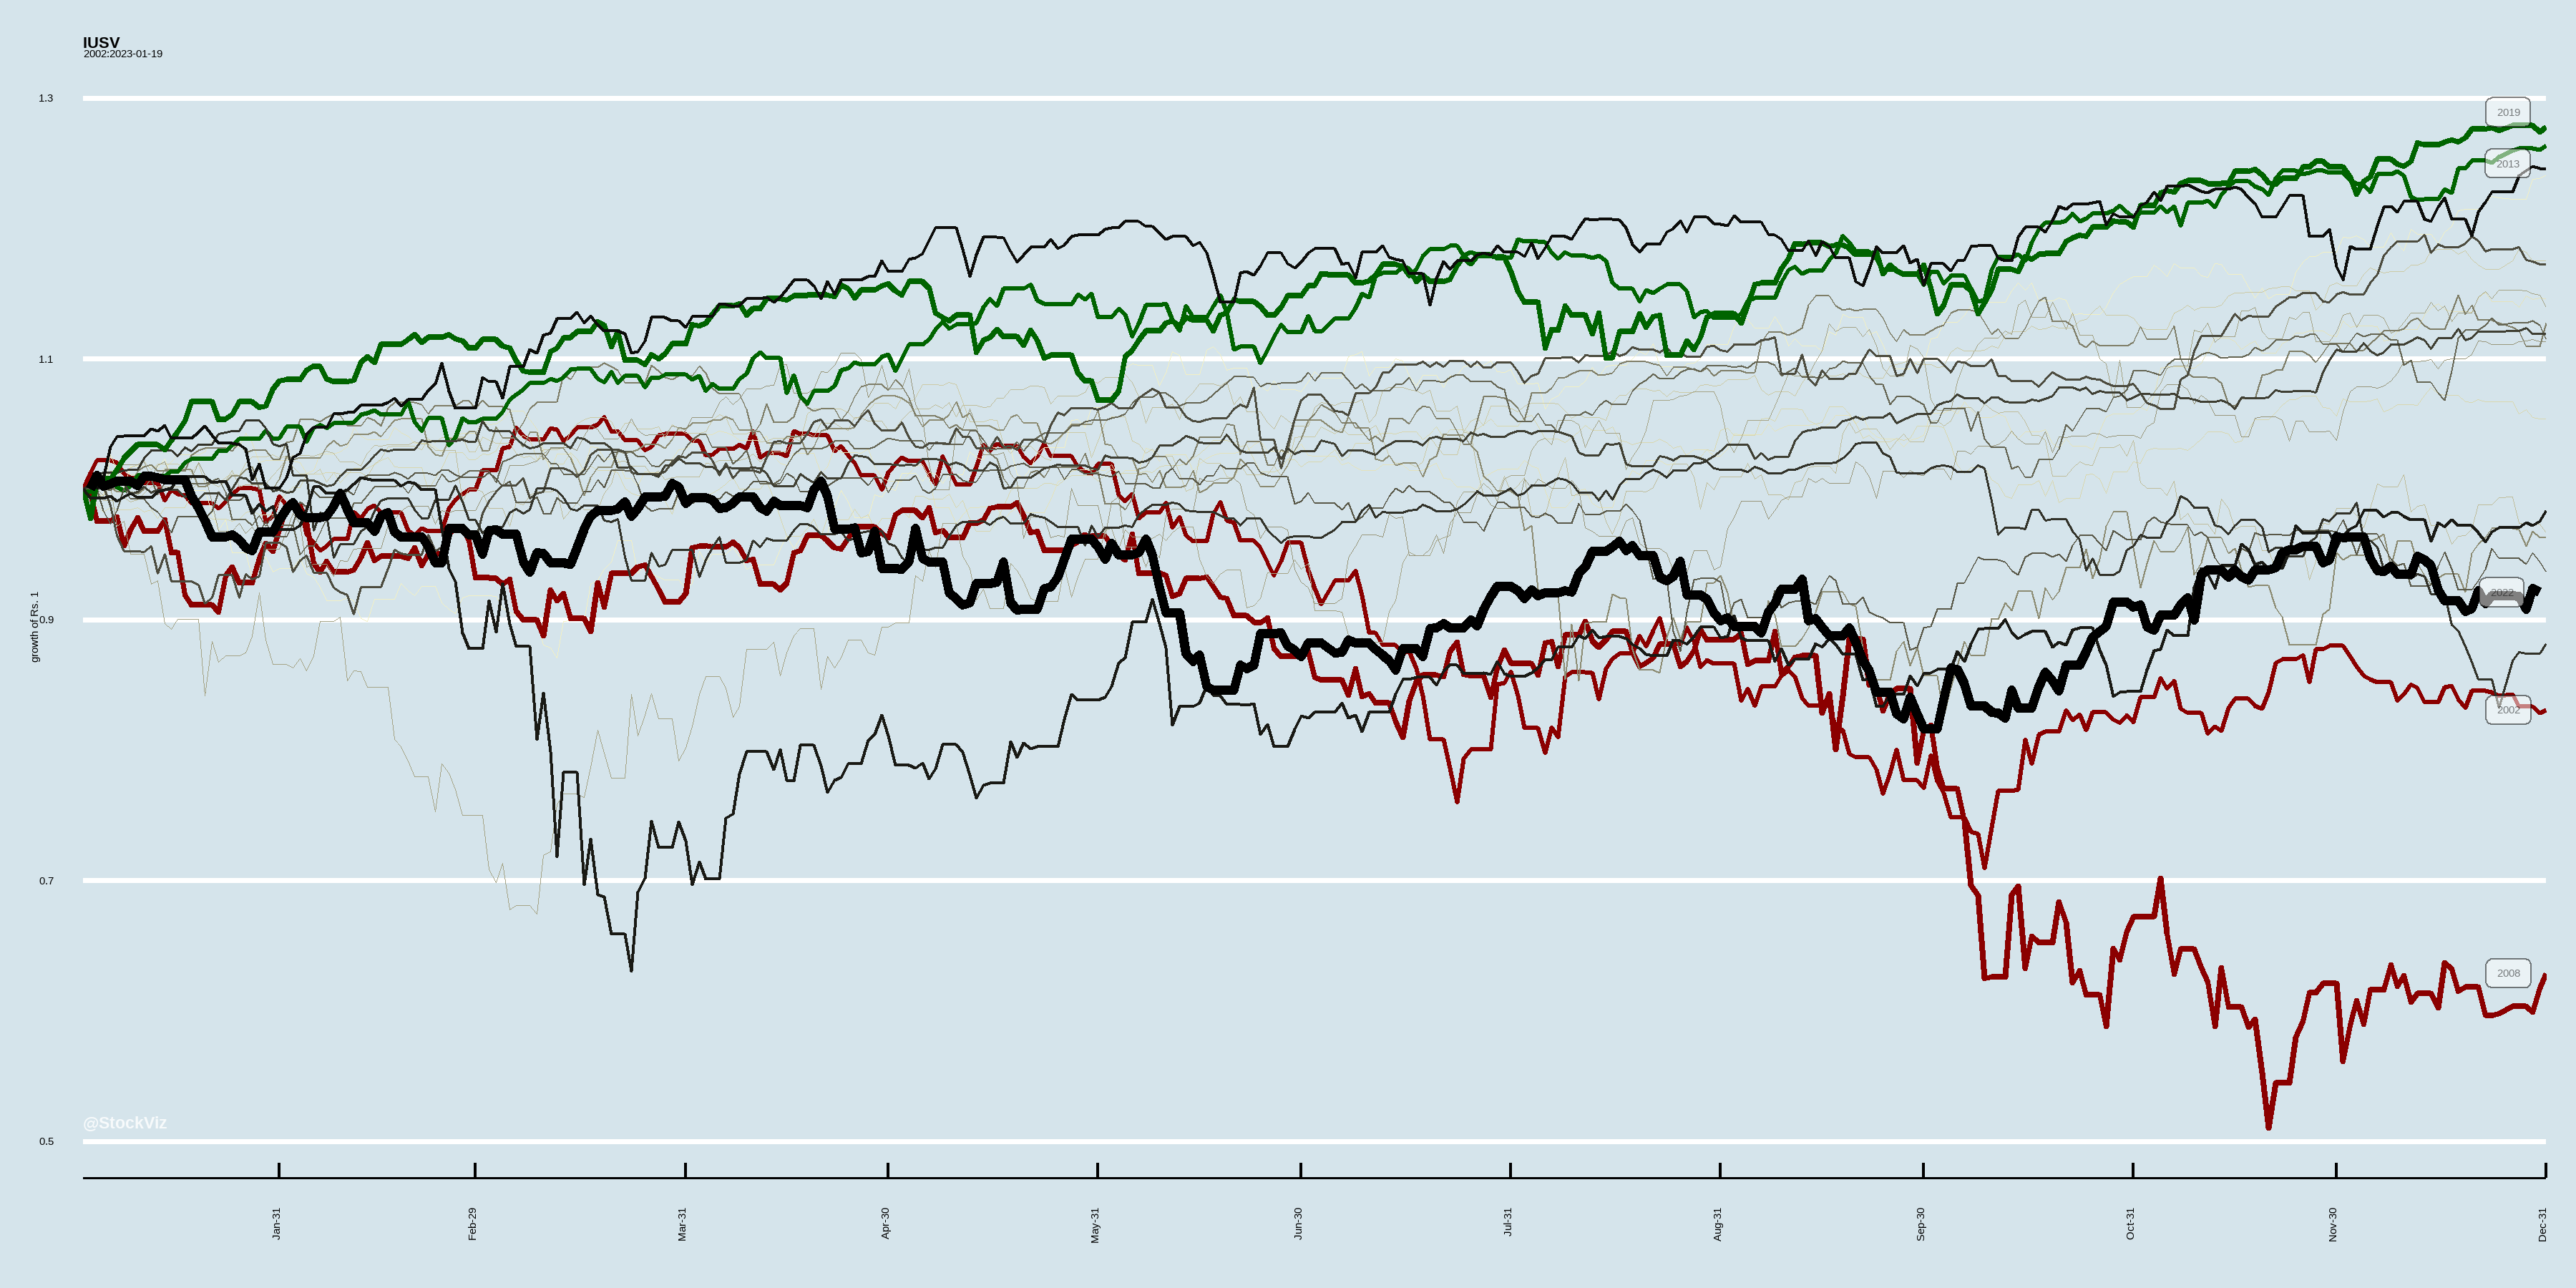 IUSV
2002:2023-01-19
1.3
1.1
0.9
0.7
0.5
growth of Rs. 1
2019
2013
2022
2002
2008
@StockViz
Jan-31
Feb-29
Mar-31
Apr-30
May-31
Jun-30
Jul-31
Aug-31
Sep-30
Oct-31
Nov-30
Dec-31